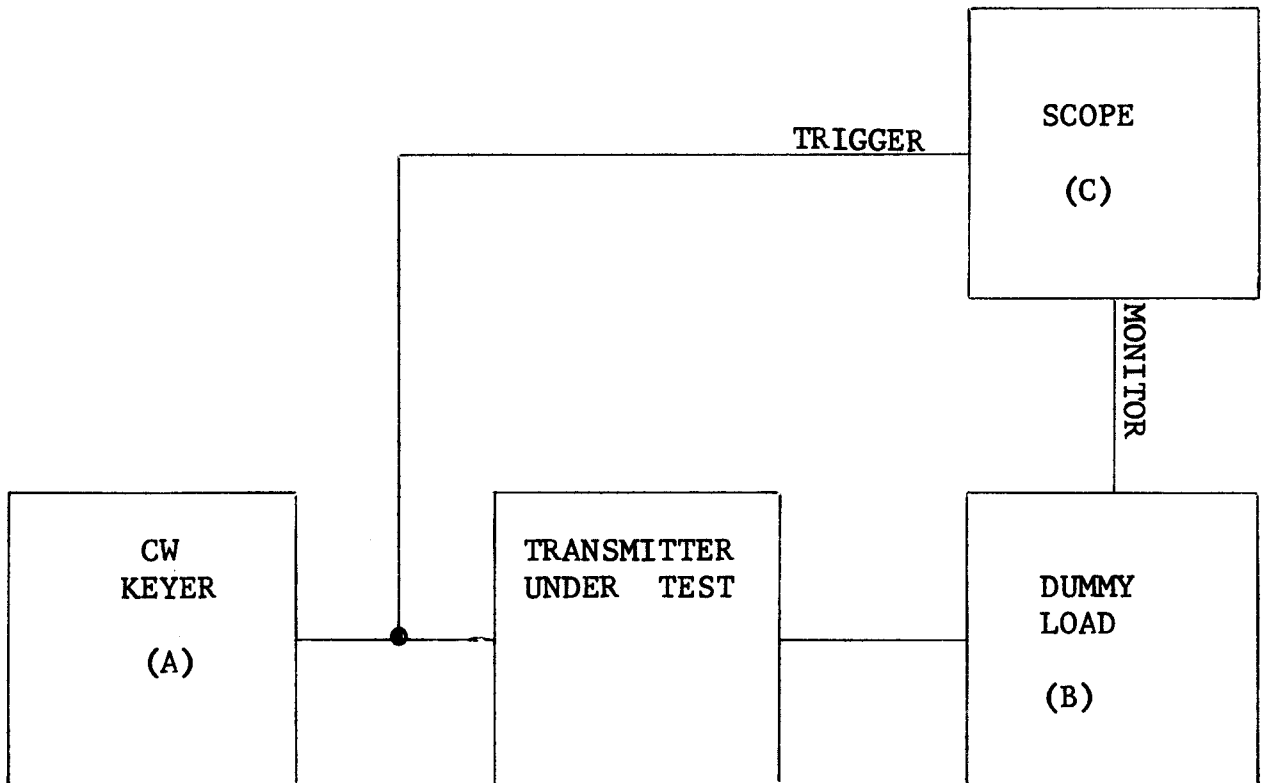 SCOPE
(C)
TRIGGER
MONITOR
CW
KEYER
(A)
TRANSMITTER
UNDER TEST
DUMMY
LOAD
(B)